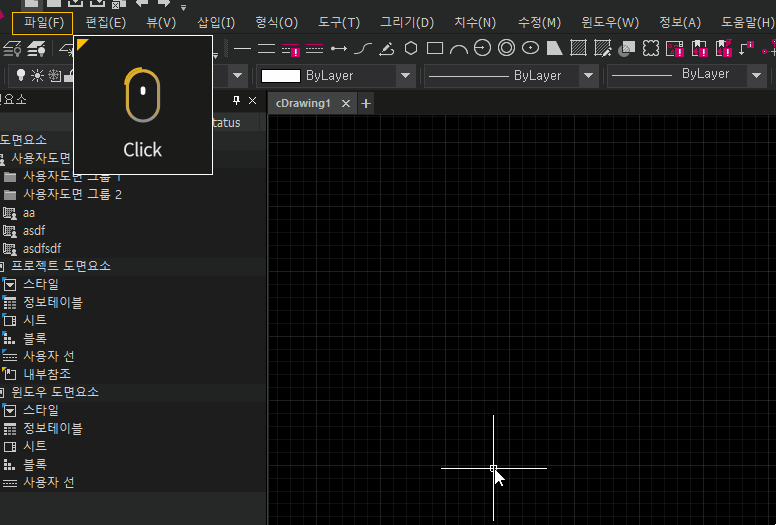 파일(F) 편집(E) 뷰(V) 삽입(I) 형식(O) 도구(T) 그리기(D) 치수(N) 수정(M) 윈도우(W) 정보(A) 도움말(H)
ByLayer ByLayer ByLayer
Click
요소
cDrawing1
tatus
도면요소
사용자도면
사용자도면 그룹 1
사용자도면 그룹 2
aa
asdf
asdfsdf
프로젝트 도면요소
스타일
정보테이블
시트
블록
사용자 선
내부참조
윈도우 도면요소
스타일
정보테이블
시트
블록
사용자 선